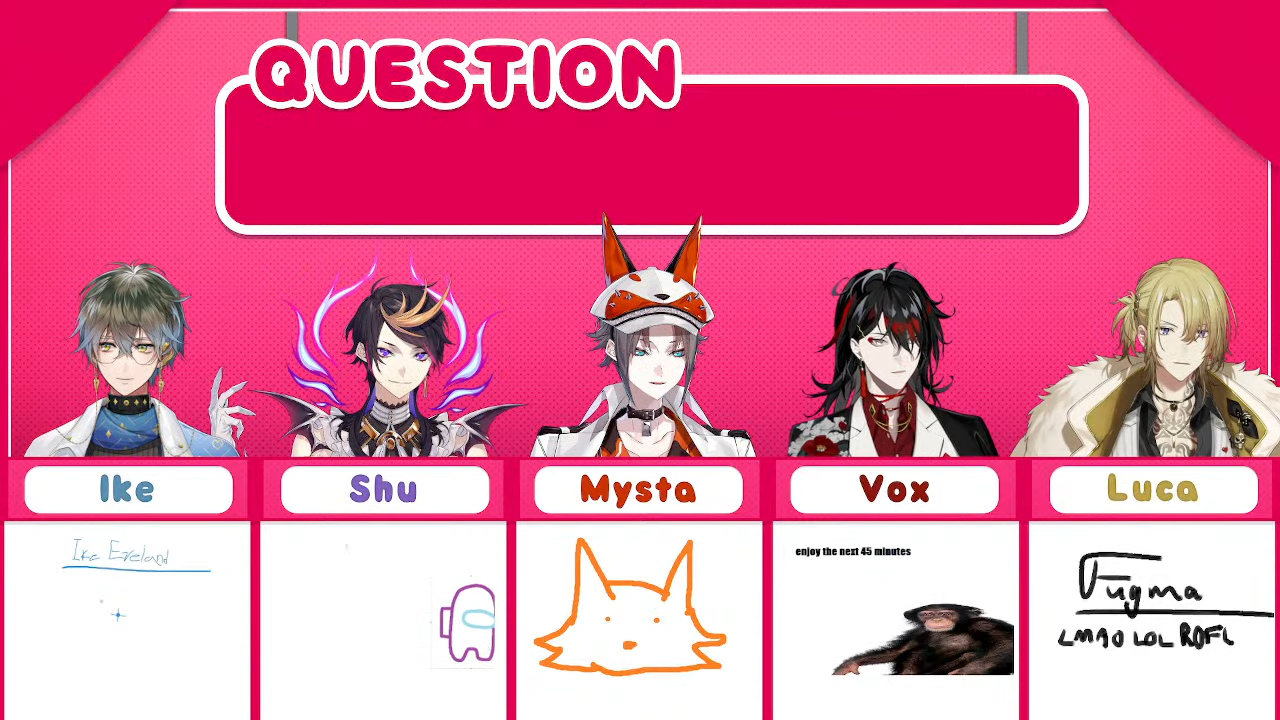 QUESTION
Ike
Shu
Mysta
Vox
Luca
Ike Eveland
enjoy the next 45 minutes
Fugma
LMAO LOL ROFL